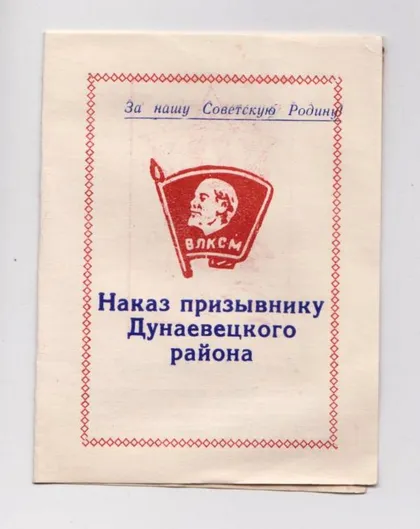 За нашу Советскую Родину!
ВЛКСМ
Наказ призывнику
Дунаевецкого
района